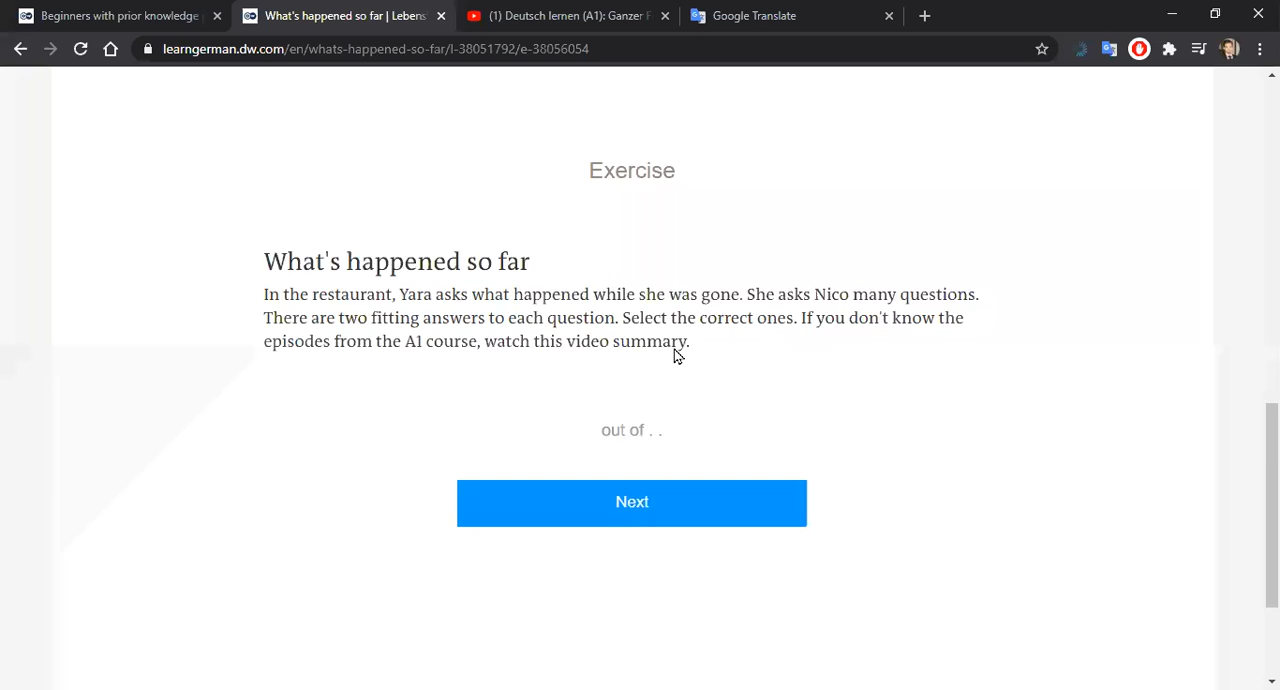 Beginners with prior knowledge
What's happened so far | Lebens
(1) Deutsch lernen (A1): Ganzer F
Google Translate
learngerman.dw.com/en/whats-happened-so-far/l-38051792/e-38056054
Exercise
What's happened so far
In the restaurant, Yara asks what happened while she was gone. She asks Nico many questions.
There are two fitting answers to each question. Select the correct ones. If you don't know the
episodes from the A1 course, watch this video summary.
out of . .
Next